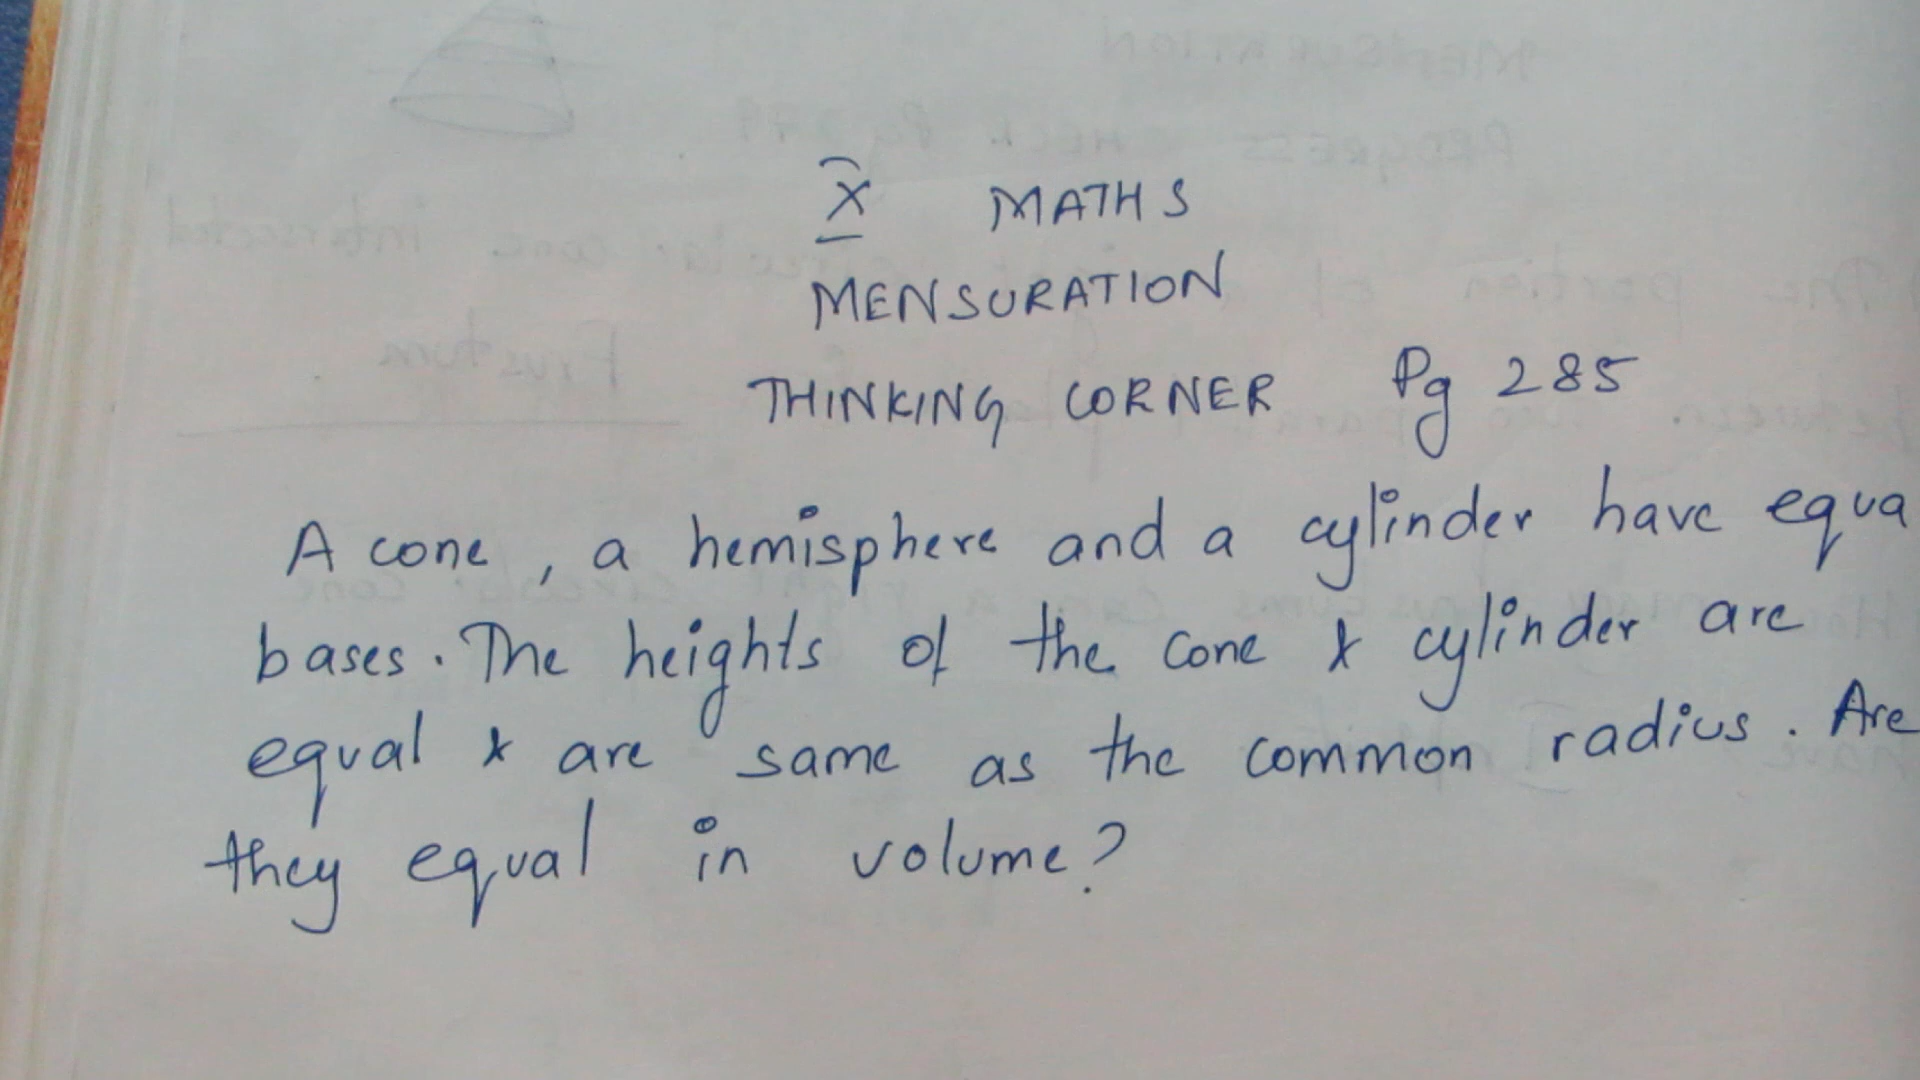 X MATHS
MENSURATION
THINKING CORNER Pg 285
A cone, a hemisphere and a cylinder have equa
bases. The heights of the cone & cylinder are
equal & are same as the common radius. Are
they equal in volume?